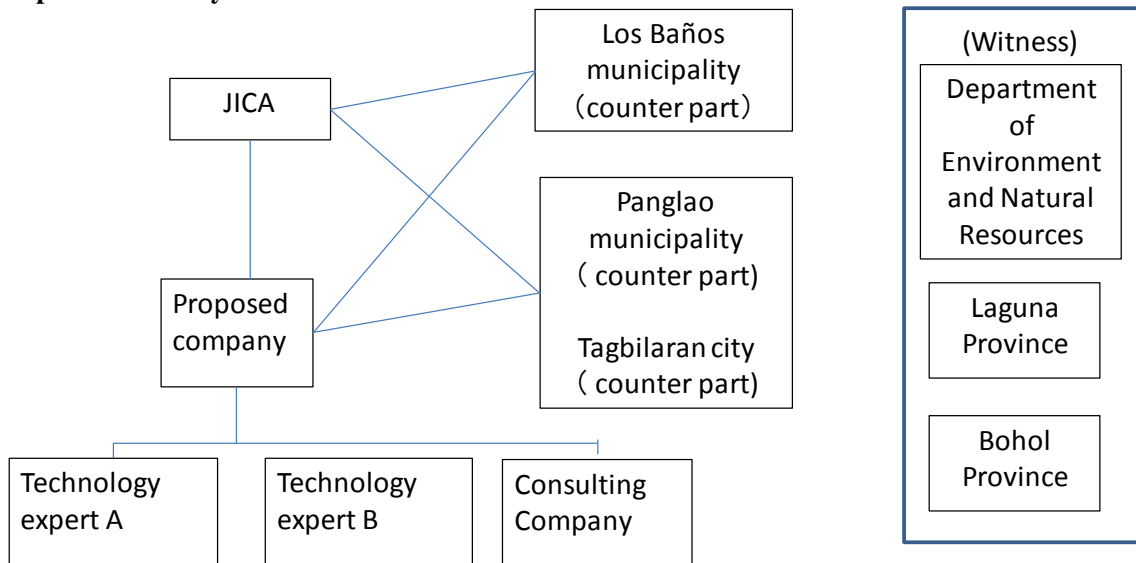 JICA
Los Baños
municipality
（counter part）
Panglao
municipality
（ counter part)
Tagbilaran city
（ counter part)
Proposed
company
Technology
expert A
Technology
expert B
Consulting
Company
(Witness)
Department
of
Environment
and Natural
Resources
Laguna
Province
Bohol
Province